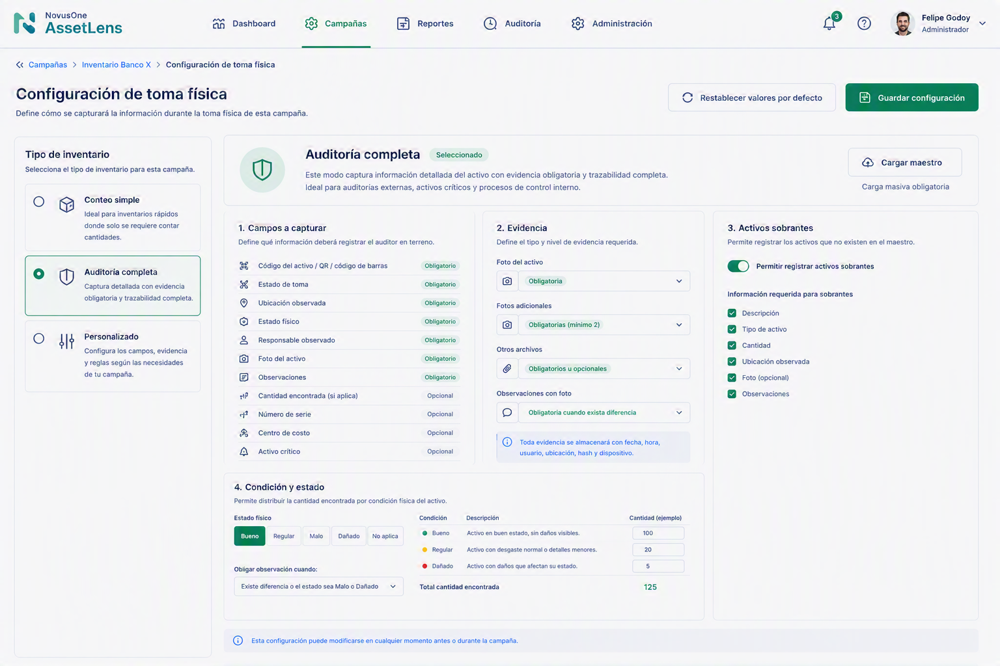 NovusOne
AssetLens
Dashboard
Campañas
Reportes
Auditoría
Administración
3
Felipe Godoy
Administrador
Campañas > Inventario Banco X > Configuración de toma física
Configuración de toma física
Define cómo se capturará la información durante la toma física de esta campaña.
Restablecer valores por defecto
Guardar configuración
Tipo de inventario
Selecciona el tipo de inventario para esta campaña.
Conteo simple
Ideal para inventarios rápidos
donde solo se requiere contar
cantidades.
Auditoría completa
Captura detallada con evidencia
obligatoria y trazabilidad completa.
Personalizado
Configura los campos, evidencia
y reglas según las necesidades
de tu campaña.
Auditoría completa
Seleccionado
Este modo captura información detallada del activo con evidencia obligatoria y trazabilidad completa.
Ideal para auditorías externas, activos críticos y procesos de control interno.
Cargar maestro
Carga masiva obligatoria
1. Campos a capturar
Define qué información deberá registrar el auditor en terreno.
Código del activo / QR / código de barras Obligatorio
Estado de toma Obligatorio
Ubicación observada Obligatorio
Estado físico Obligatorio
Responsable observado Obligatorio
Foto del activo Obligatorio
Observaciones Obligatorio
Cantidad encontrada (si aplica) Opcional
Número de serie Opcional
Centro de costo Opcional
Activo crítico Opcional
2. Evidencia
Define el tipo y nivel de evidencia requerida.
Foto del activo
Obligatoria
Fotos adicionales
Obligatorias (mínimo 2)
Otros archivos
Obligatorios u opcionales
Observaciones con foto
Obligatoria cuando exista diferencia
Toda evidencia se almacenará con fecha, hora,
usuario, ubicación, hash y dispositivo.
3. Activos sobrantes
Permite registrar los activos que no existen en el maestro.
Permitir registrar activos sobrantes
Información requerida para sobrantes
Descripción
Tipo de activo
Cantidad
Ubicación observada
Foto (opcional)
Observaciones
4. Condición y estado
Permite distribuir la cantidad encontrada por condición física del activo.
Estado físico
Bueno
Regular
Malo
Dañado
No aplica
Obligar observación cuando:
Existe diferencia o el estado sea Malo o Dañado
Condición Descripción Cantidad (ejemplo)
Bueno Activo en buen estado, sin daños visibles. 100
Regular Activo con desgaste normal o detalles menores. 20
Dañado Activo con daños que afectan su estado. 5
Total cantidad encontrada 125
Esta configuración puede modificarse en cualquier momento antes o durante la campaña.